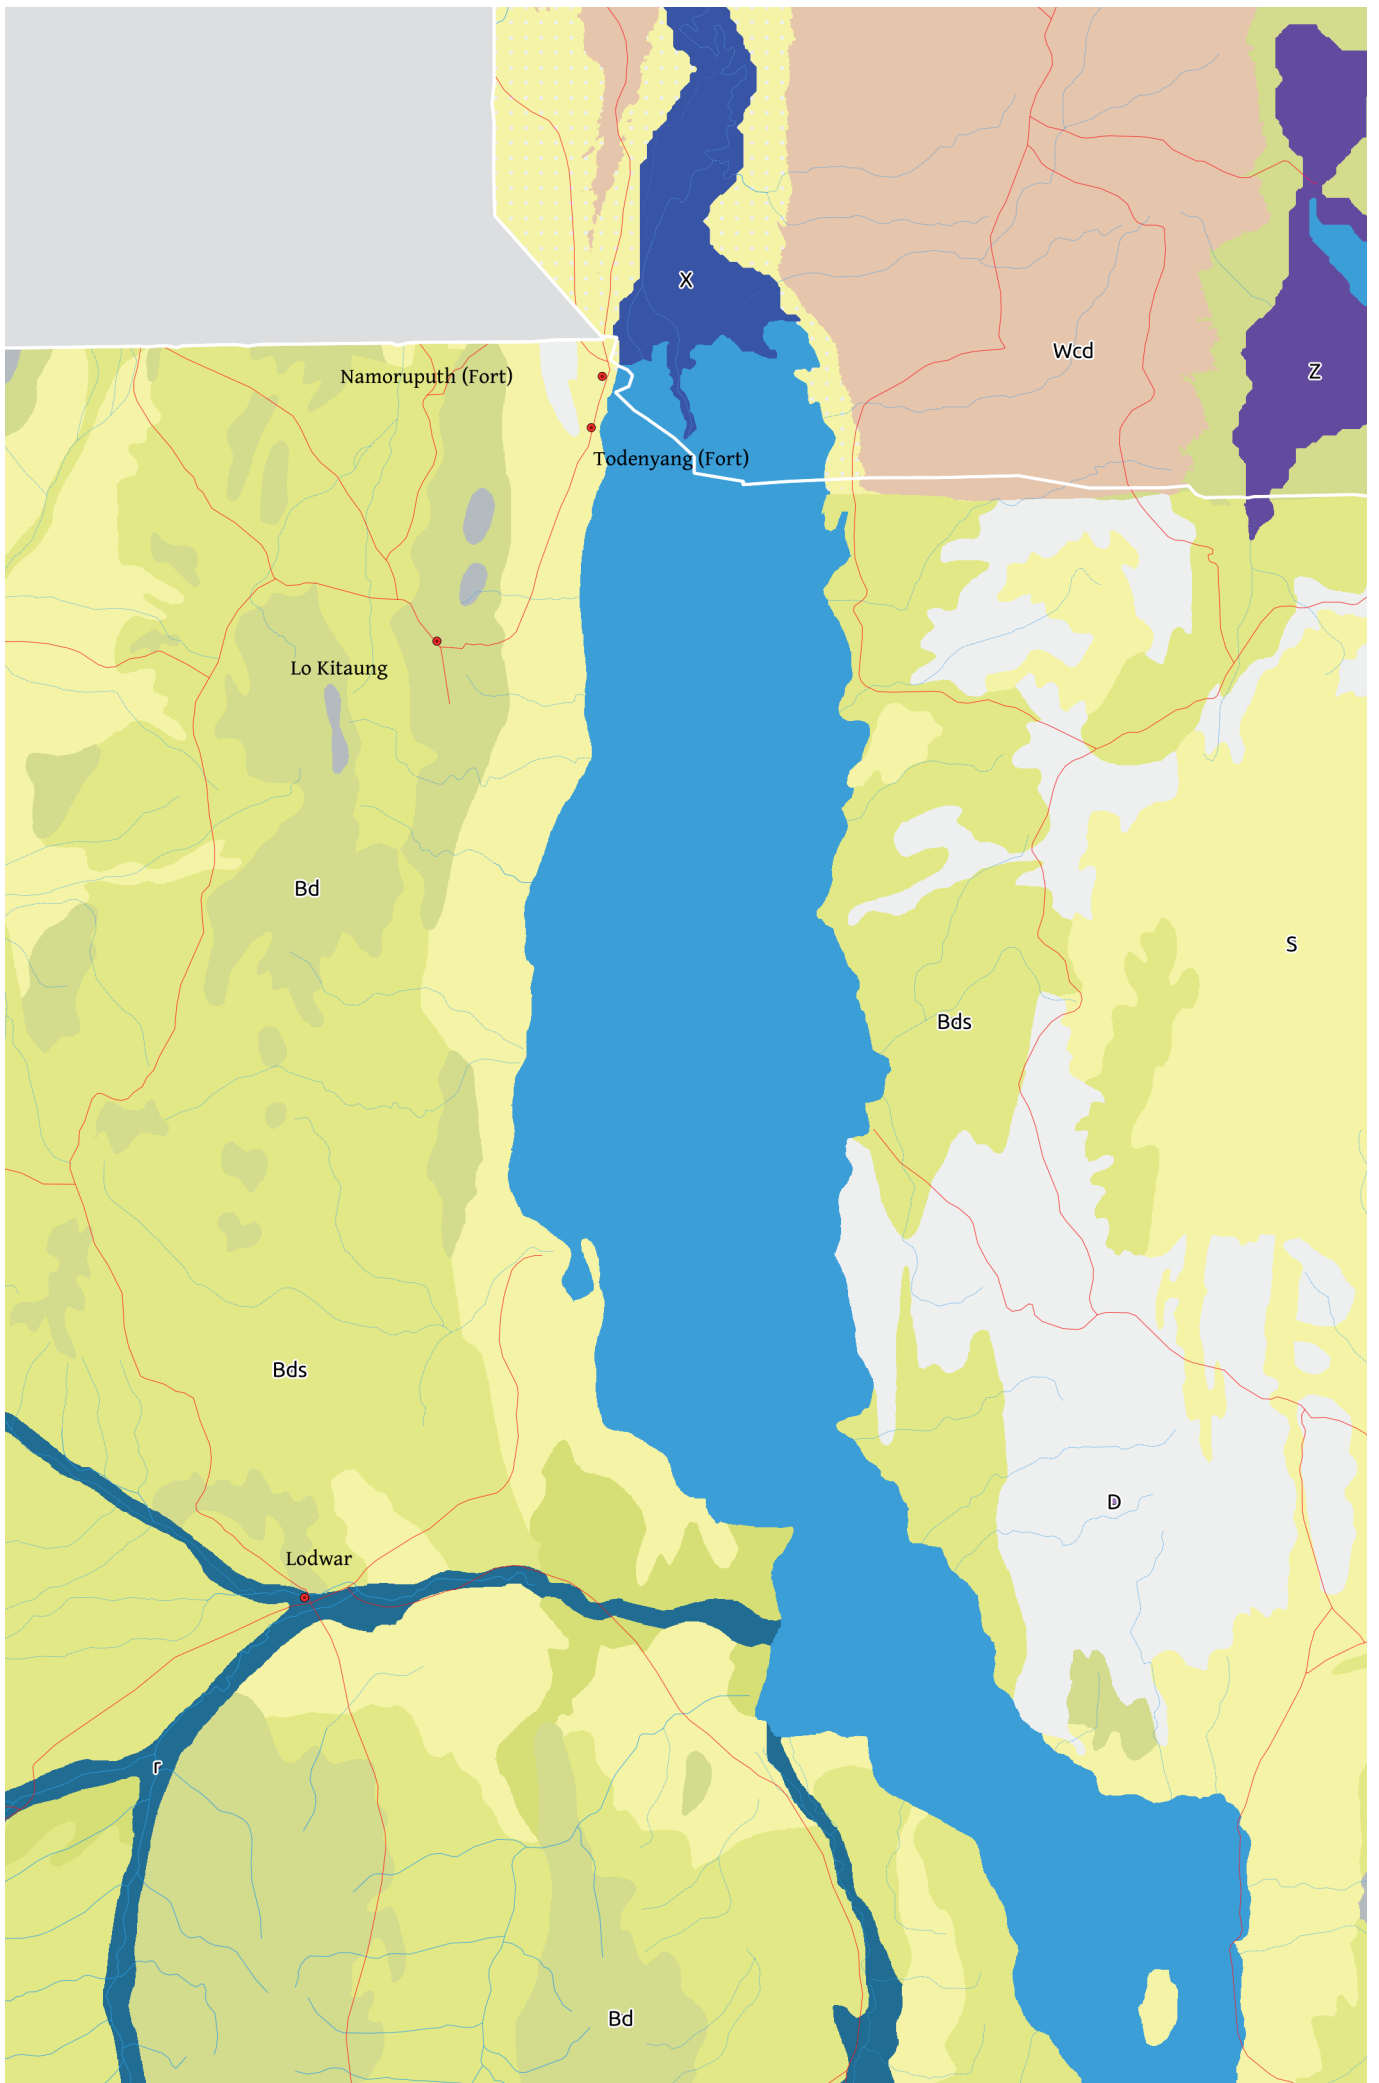 X
Wcd
Z
Namoruputh (Fort)
Todenyang (Fort)
Lo Kitaung
Bd
S
Bds
Bds
D
Lodwar
r
Bd